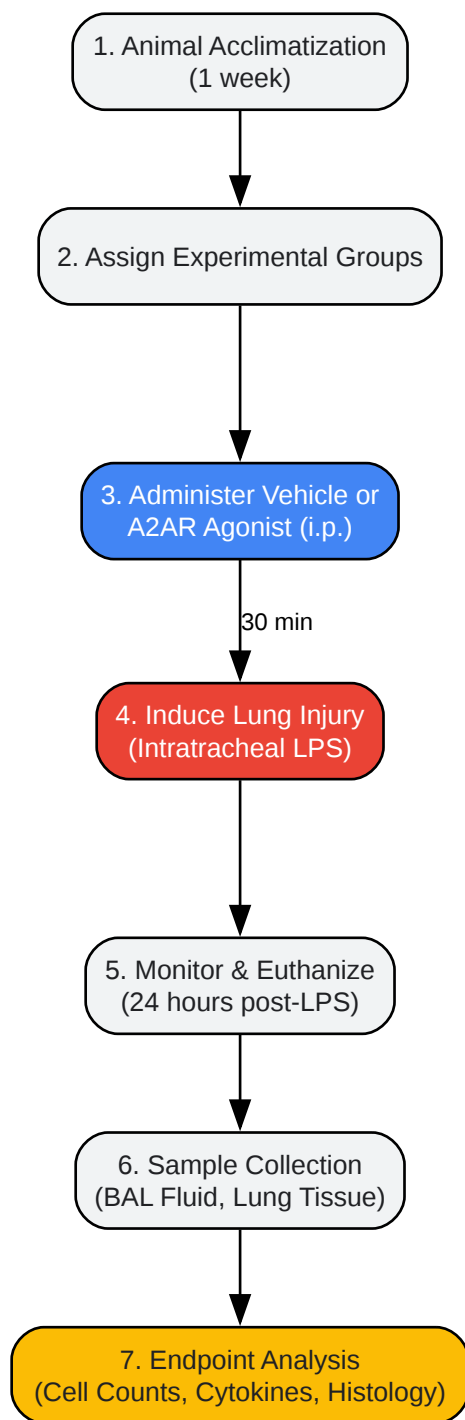 1. Animal Acclimatization
(1 week)
2. Assign Experimental Groups
3. Administer Vehicle or
A2AR Agonist (i.p.)
30 min
4. Induce Lung Injury
(Intratracheal LPS)
5. Monitor & Euthanize
(24 hours post-LPS)
6. Sample Collection
(BAL Fluid, Lung Tissue)
7. Endpoint Analysis
(Cell Counts, Cytokines, Histology)